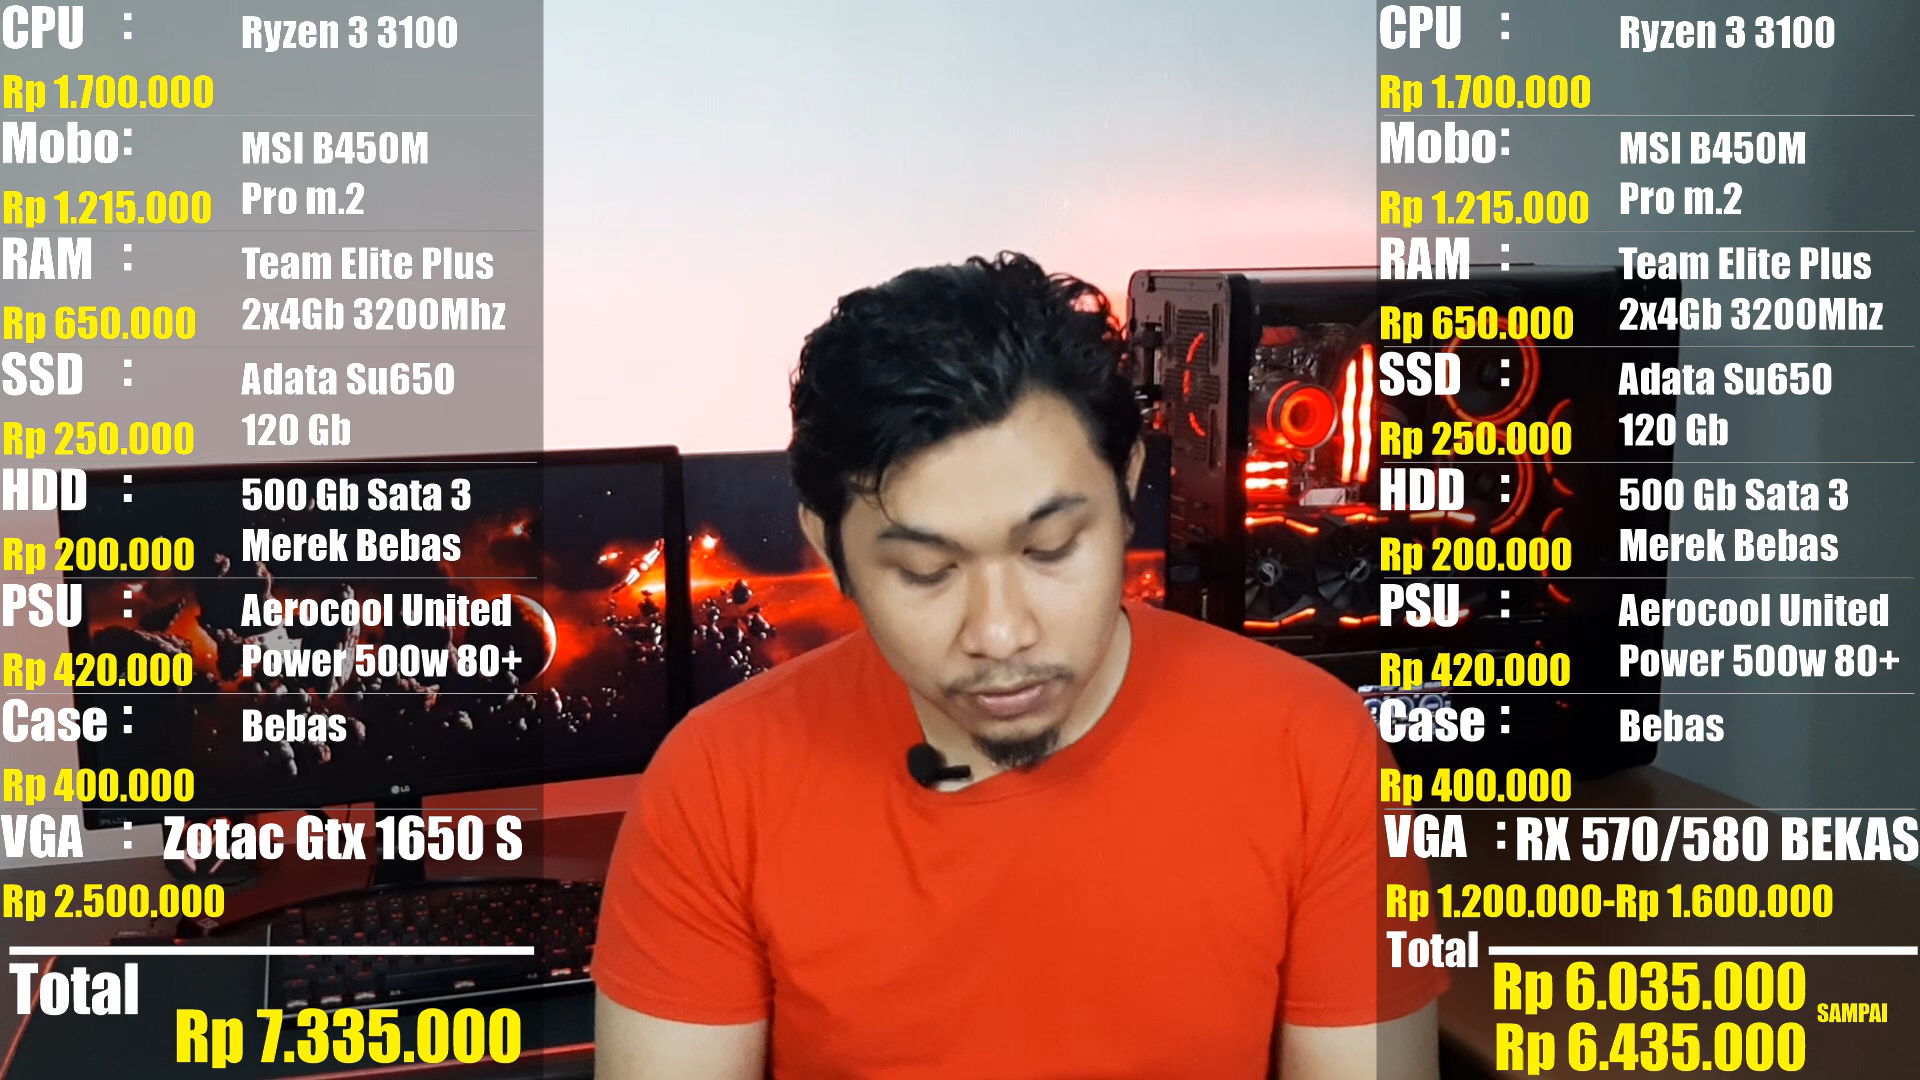 CPU : Ryzen 3 3100
Rp 1.700.000
Mobo: MSI B450M
Pro m.2
Rp 1.215.000
RAM : Team Elite Plus
2x4Gb 3200Mhz
Rp 650.000
SSD : Adata Su650
120 Gb
Rp 250.000
HDD : 500 Gb Sata 3
Merek Bebas
Rp 200.000
PSU : Aerocool United
Power 500w 80+
Rp 420.000
Case : Bebas
Rp 400.000
VGA : Zotac Gtx 1650 S
Rp 2.500.000
Total
Rp 7.335.000
LG
CPU : Ryzen 3 3100
Rp 1.700.000
Mobo: MSI B450M
Pro m.2
Rp 1.215.000
RAM : Team Elite Plus
2x4Gb 3200Mhz
Rp 650.000
SSD : Adata Su650
120 Gb
Rp 250.000
HDD : 500 Gb Sata 3
Merek Bebas
Rp 200.000
PSU : Aerocool United
Power 500w 80+
Rp 420.000
Case : Bebas
Rp 400.000
VGA : RX 570/580 BEKAS
Rp 1.200.000-Rp 1.600.000
Total
Rp 6.035.000 SAMPAI
Rp 6.435.000